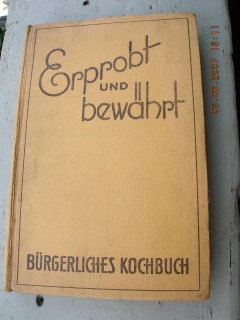 Erprobt
UND
bewährt
BÜRGERLICHES KOCHBUCH